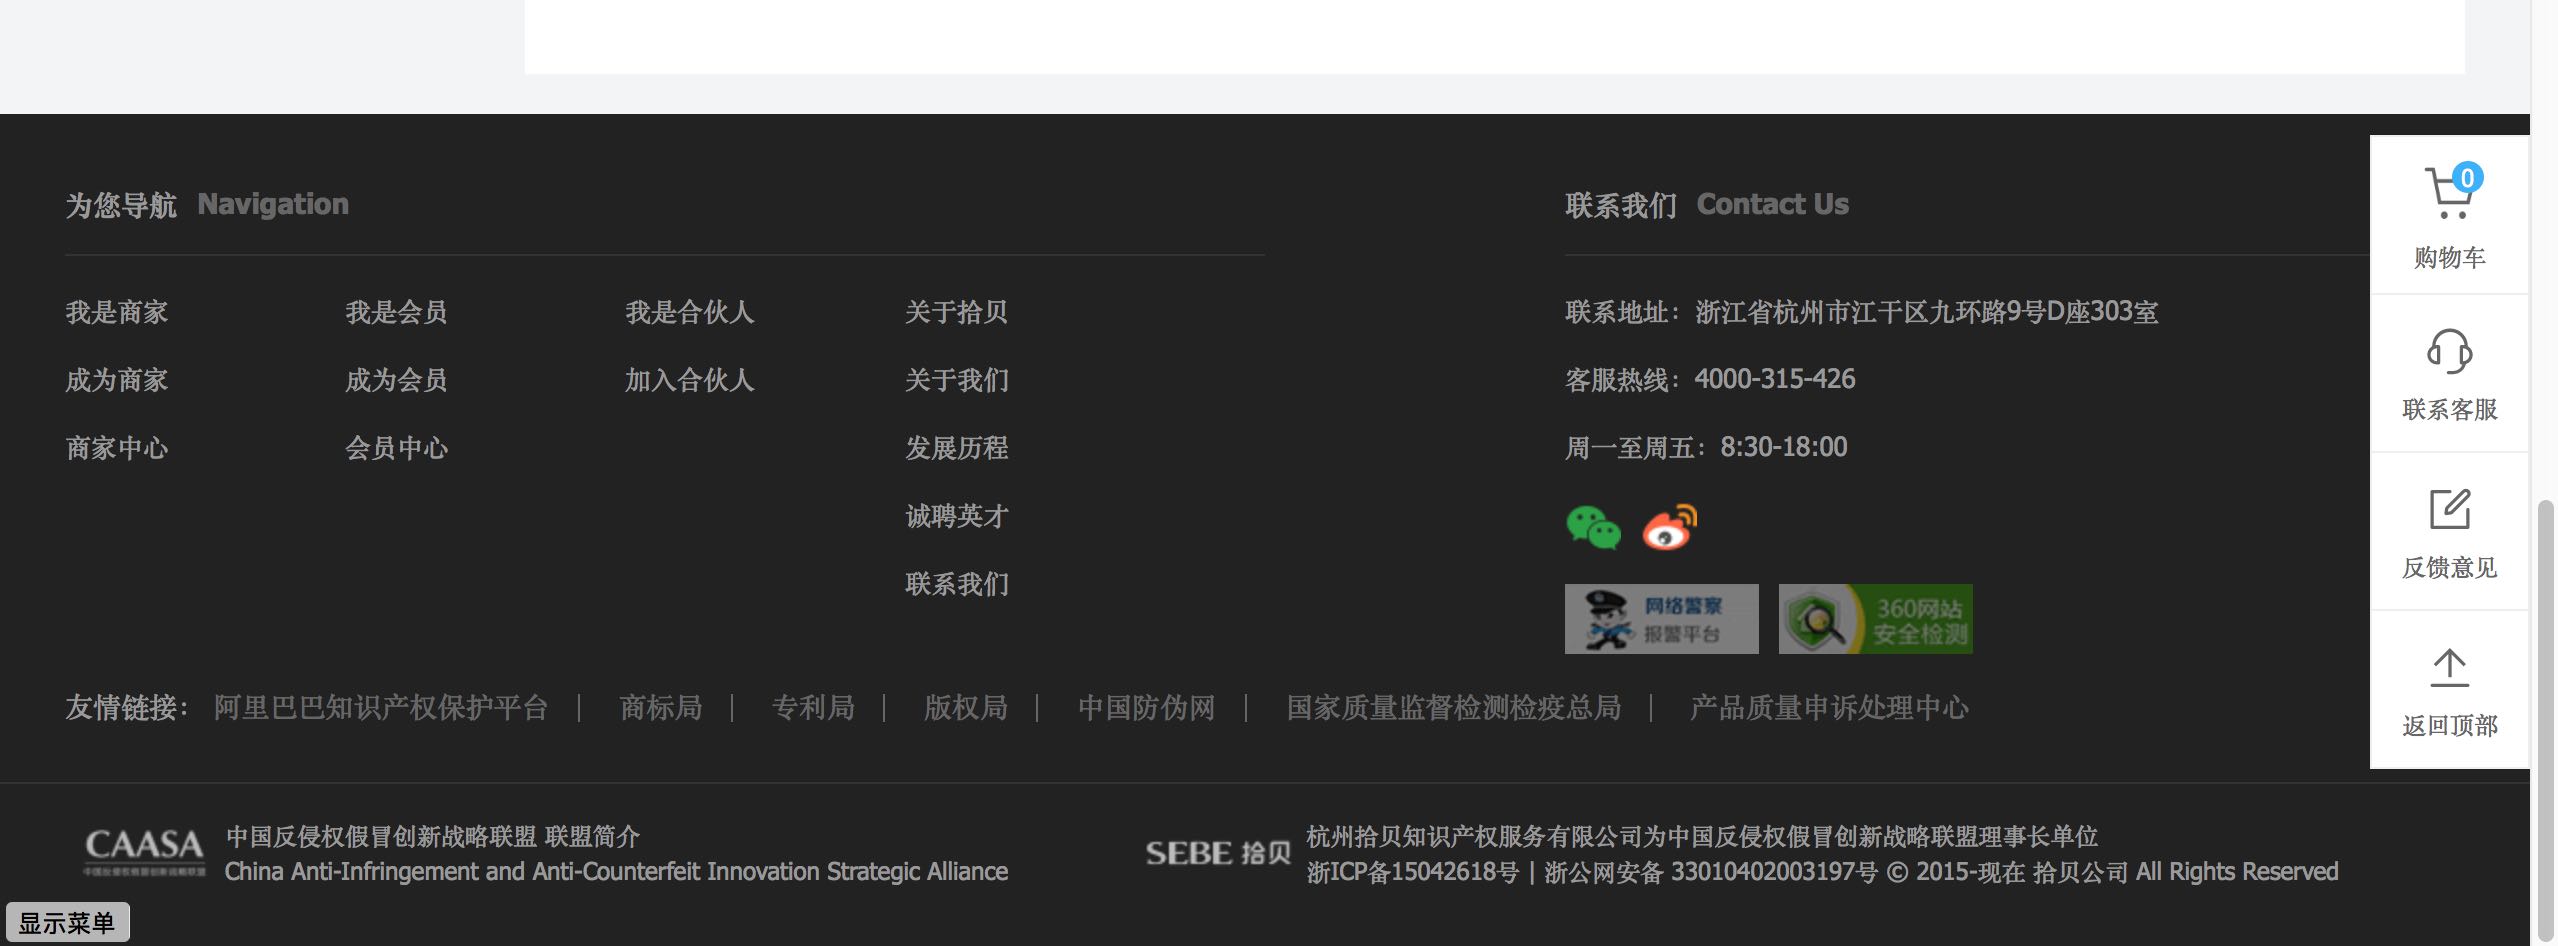 为您导航 Navigation
我是商家 我是会员 我是合伙人 关于拾贝
成为商家 成为会员 加入合伙人 关于我们
商家中心 会员中心 发展历程
诚聘英才
联系我们
联系我们 Contact Us
联系地址：浙江省杭州市江干区九环路9号D座303室
客服热线：4000-315-426
周一至周五：8:30-18:00
网络警察
报警平台
360网站
安全检测
友情链接： 阿里巴巴知识产权保护平台 | 商标局 | 专利局 | 版权局 | 中国防伪网 | 国家质量监督检测检疫总局 | 产品质量申诉处理中心
CAASA
中国反侵权假冒创新战略联盟
中国反侵权假冒创新战略联盟 联盟简介
China Anti-Infringement and Anti-Counterfeit Innovation Strategic Alliance
SEBE 拾贝
杭州拾贝知识产权服务有限公司为中国反侵权假冒创新战略联盟理事长单位
浙ICP备15042618号 | 浙公网安备 33010402003197号 © 2015-现在 拾贝公司 All Rights Reserved
0
购物车
联系客服
反馈意见
返回顶部
显示菜单